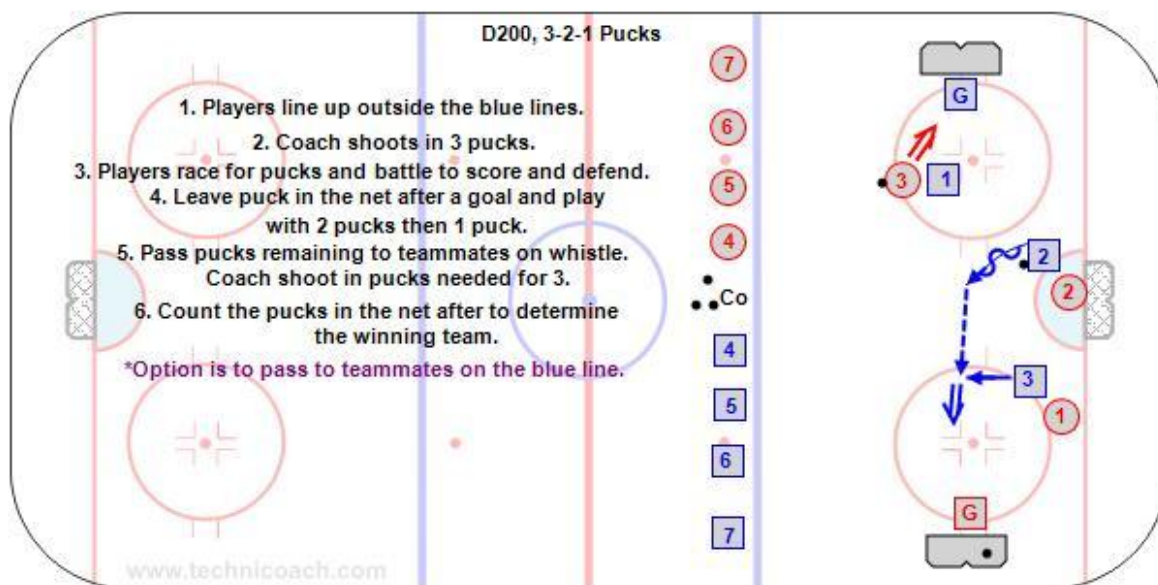 D200, 3-2-1 Pucks
1. Players line up outside the blue lines.
2. Coach shoots in 3 pucks.
3. Players race for pucks and battle to score and defend.
4. Leave puck in the net after a goal and play
with 2 pucks then 1 puck.
5. Pass pucks remaining to teammates on whistle.
Coach shoot in pucks needed for 3.
6. Count the pucks in the net after to determine
the winning team.
*Option is to pass to teammates on the blue line.
7
6
5
4
Co
4
5
6
7
G
3
1
2
2
3
1
G
www.technicoach.com